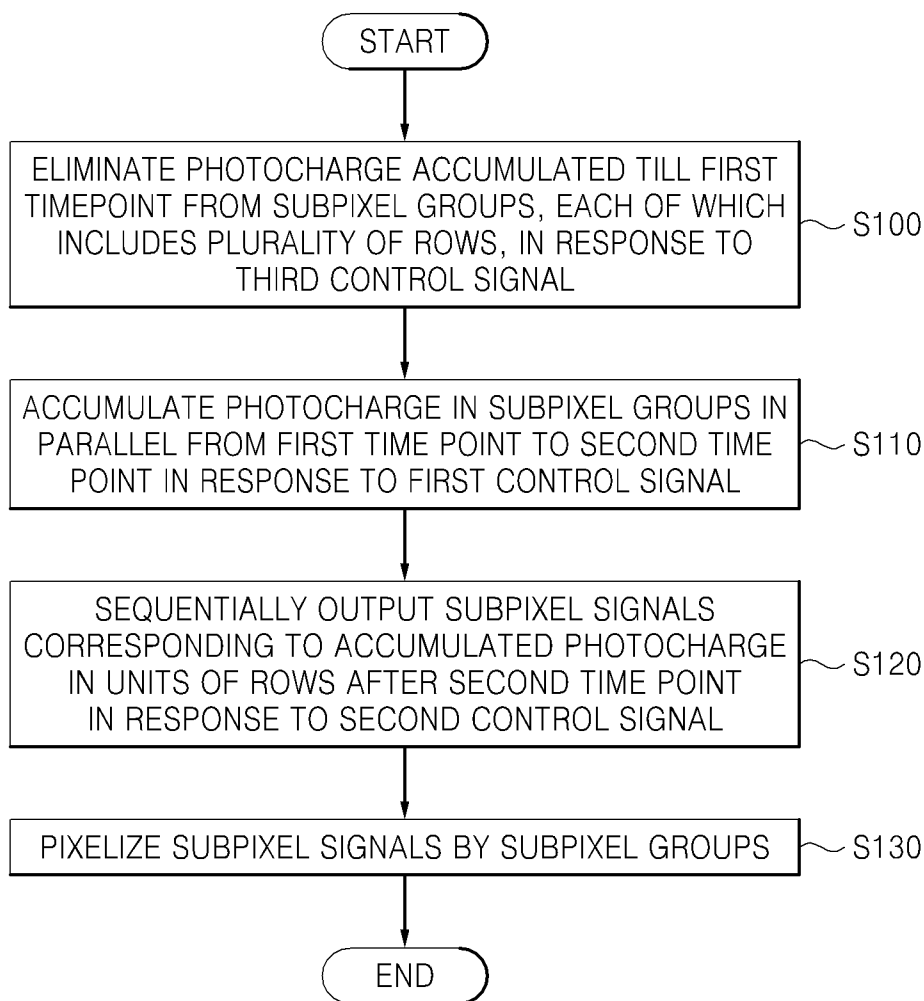 START
ELIMINATE PHOTOCHARGE ACCUMULATED TILL FIRST
TIMEPOINT FROM SUBPIXEL GROUPS, EACH OF WHICH
INCLUDES PLURALITY OF ROWS, IN RESPONSE TO
THIRD CONTROL SIGNAL
S100
ACCUMULATE PHOTOCHARGE IN SUBPIXEL GROUPS IN
PARALLEL FROM FIRST TIME POINT TO SECOND TIME
POINT IN RESPONSE TO FIRST CONTROL SIGNAL
S110
SEQUENTIALLY OUTPUT SUBPIXEL SIGNALS
CORRESPONDING TO ACCUMULATED PHOTOCHARGE
IN UNITS OF ROWS AFTER SECOND TIME POINT
IN RESPONSE TO SECOND CONTROL SIGNAL
S120
PIXELIZE SUBPIXEL SIGNALS BY SUBPIXEL GROUPS
S130
END